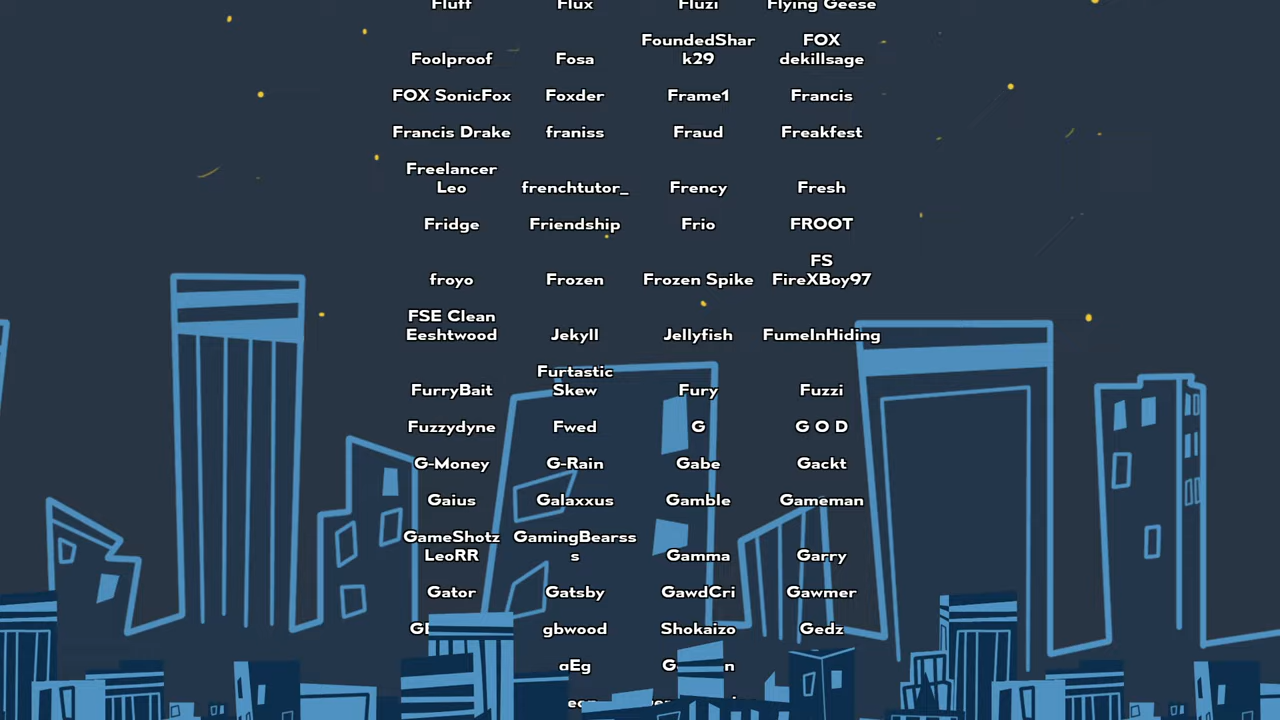 Fluff Flux Fluzi Flying Geese
FoundedShar FOX
Foolproof Fosa k29 dekillsage
FOX SonicFox Foxder Frame1 Francis
Francis Drake franiss Fraud Freakfest
Freelancer
Leo frenchtutor_ Frency Fresh
Fridge Friendship Frio FROOT
FS
froyo Frozen Frozen Spike FireXBoy97
FSE Clean
Eeshtwood Jekyll Jellyfish FumeInHiding
Furtastic
FurryBait Skew Fury Fuzzi
Fuzzydyne Fwed G G O D
G-Money G-Rain Gabe Gackt
Gaius Galaxxus Gamble Gameman
GameShotz GamingBearss
LeoRR s Gamma Garry
Gator Gatsby GawdCri Gawmer
gbwood Shokaizo Gedz
aEg